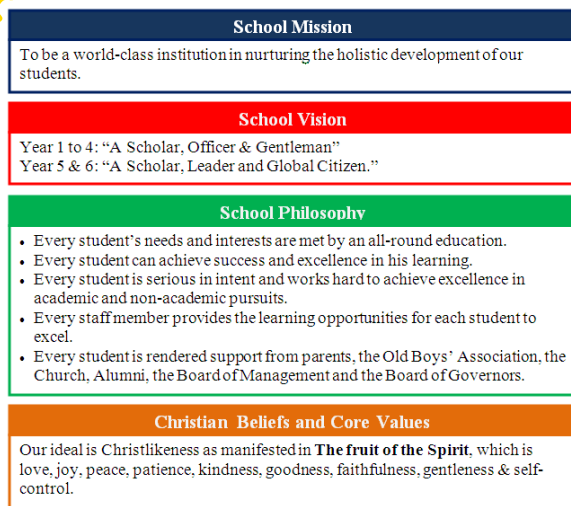 School Mission
To be a world-class institution in nurturing the holistic development of our
students.
School Vision
Year 1 to 4: “A Scholar, Officer & Gentleman”
Year 5 & 6: “A Scholar, Leader and Global Citizen.”
School Philosophy
• Every student’s needs and interests are met by an all-round education.
• Every student can achieve success and excellence in his learning.
• Every student is serious in intent and works hard to achieve excellence in
academic and non-academic pursuits.
• Every staff member provides the learning opportunities for each student to
excel.
• Every student is rendered support from parents, the Old Boys’ Association, the
Church, Alumni, the Board of Management and the Board of Governors.
Christian Beliefs and Core Values
Our ideal is Christlikeness as manifested in The fruit of the Spirit, which is
love, joy, peace, patience, kindness, goodness, faithfulness, gentleness & self-
control.